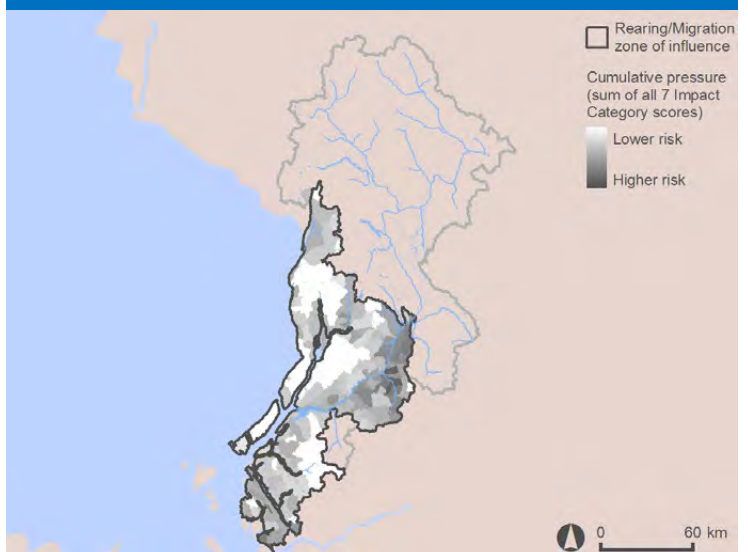 Rearing/Migration
zone of influence
Cumulative pressure
(sum of all 7 Impact
Category scores)
Lower risk
Higher risk
0 60 km